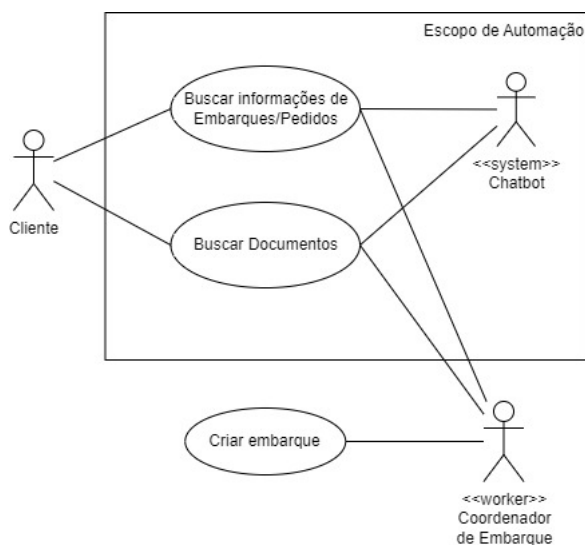 Escopo de Automação
Buscar informações de
Embarques/Pedidos
<<system>>
Chatbot
Cliente
Buscar Documentos
Criar embarque
<<worker>>
Coordenador
de Embarque